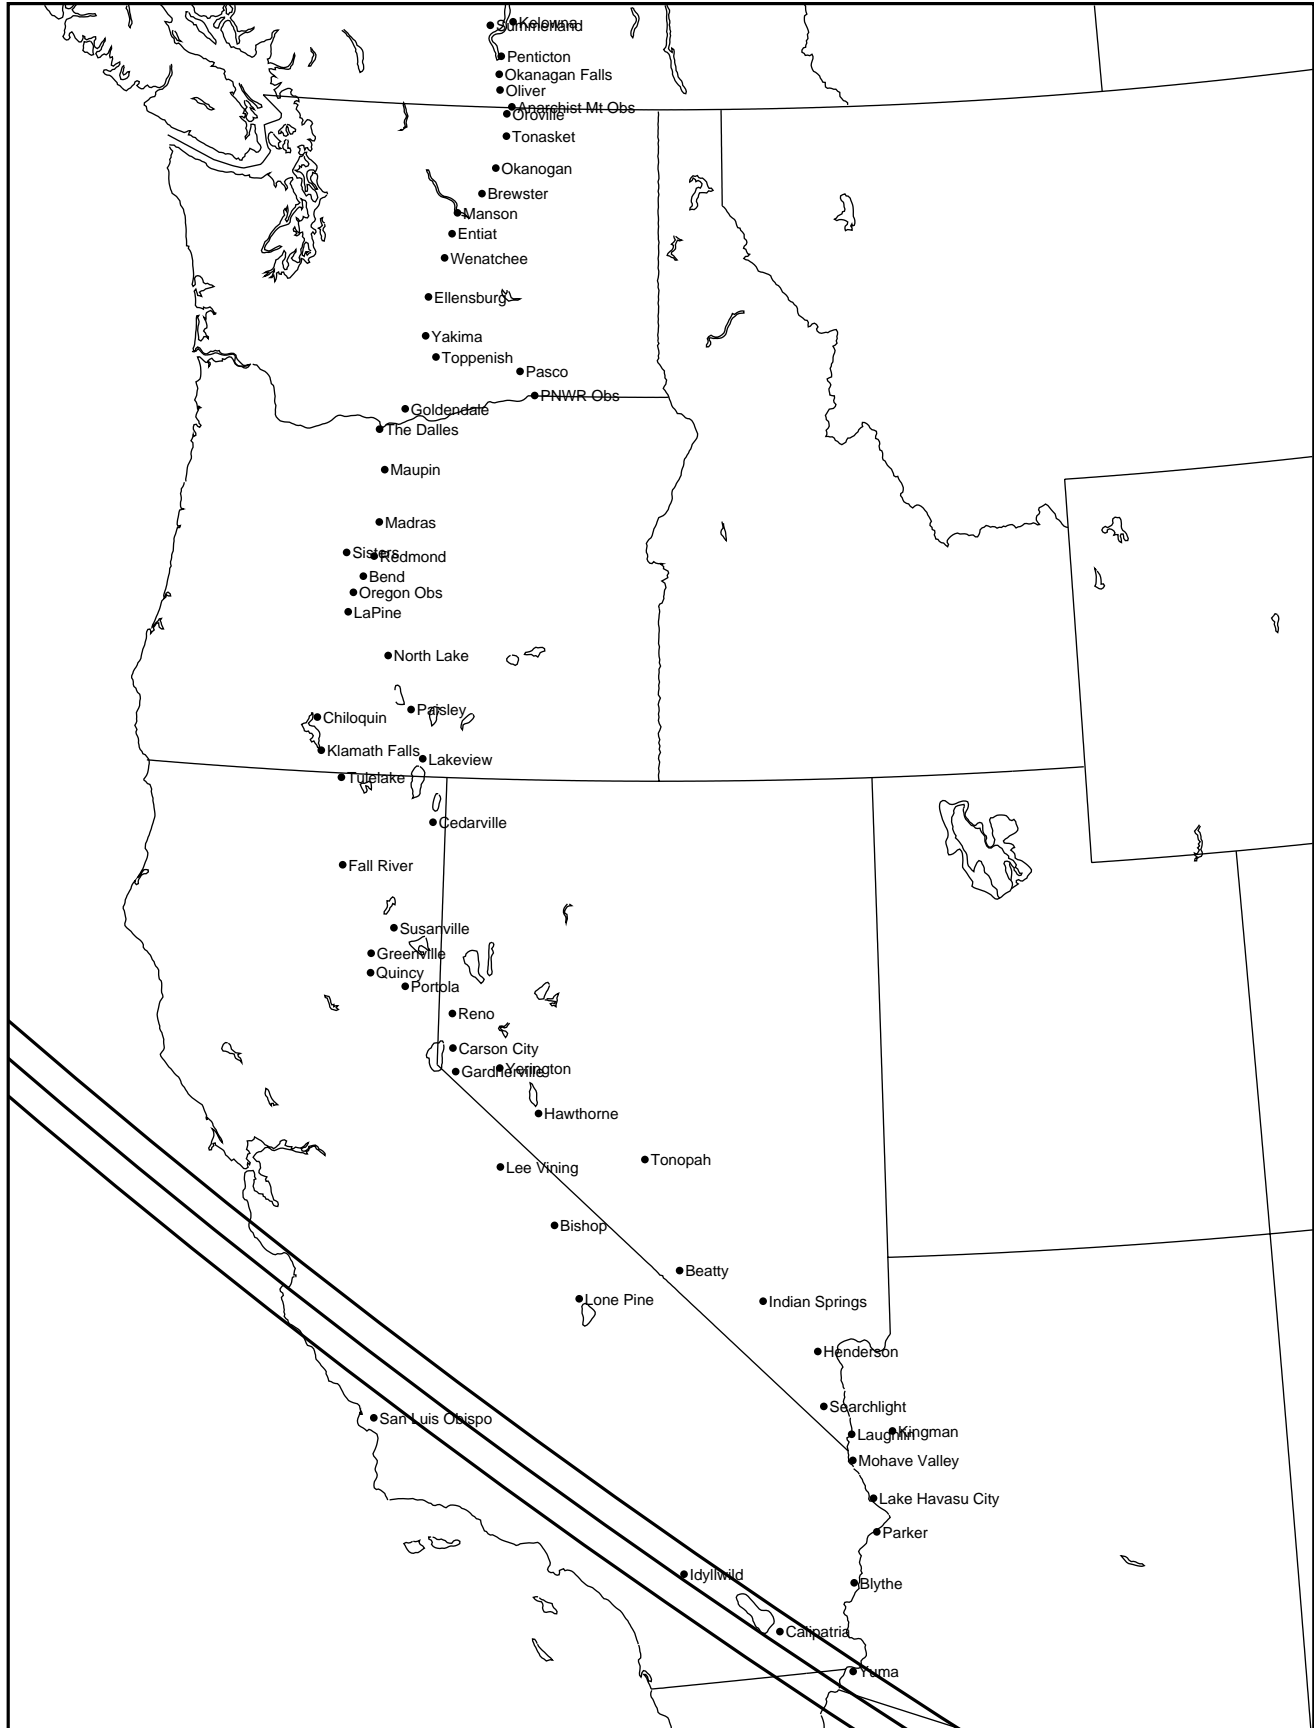 Kelowna
Summerland
Penticton
Okanagan Falls
Oliver
Anarchist Mt Obs
Oroville
Tonasket
Okanogan
Brewster
Manson
Entiat
Wenatchee
Ellensburg
Yakima
Toppenish
Pasco
PNWR Obs
Goldendale
The Dalles
Maupin
Madras
Sisters
Redmond
Bend
Oregon Obs
LaPine
North Lake
Paisley
Chiloquin
Klamath Falls
Lakeview
Tulelake
Cedarville
Fall River
Susanville
Greenville
Quincy
Portola
Reno
Carson City
Yerington
Gardnerville
Hawthorne
Tonopah
Lee Vining
Bishop
Beatty
Lone Pine
Indian Springs
Henderson
Searchlight
San Luis Obispo
Kingman
Laughlin
Mohave Valley
Lake Havasu City
Parker
Idyllwild
Blythe
Calipatria
Yuma